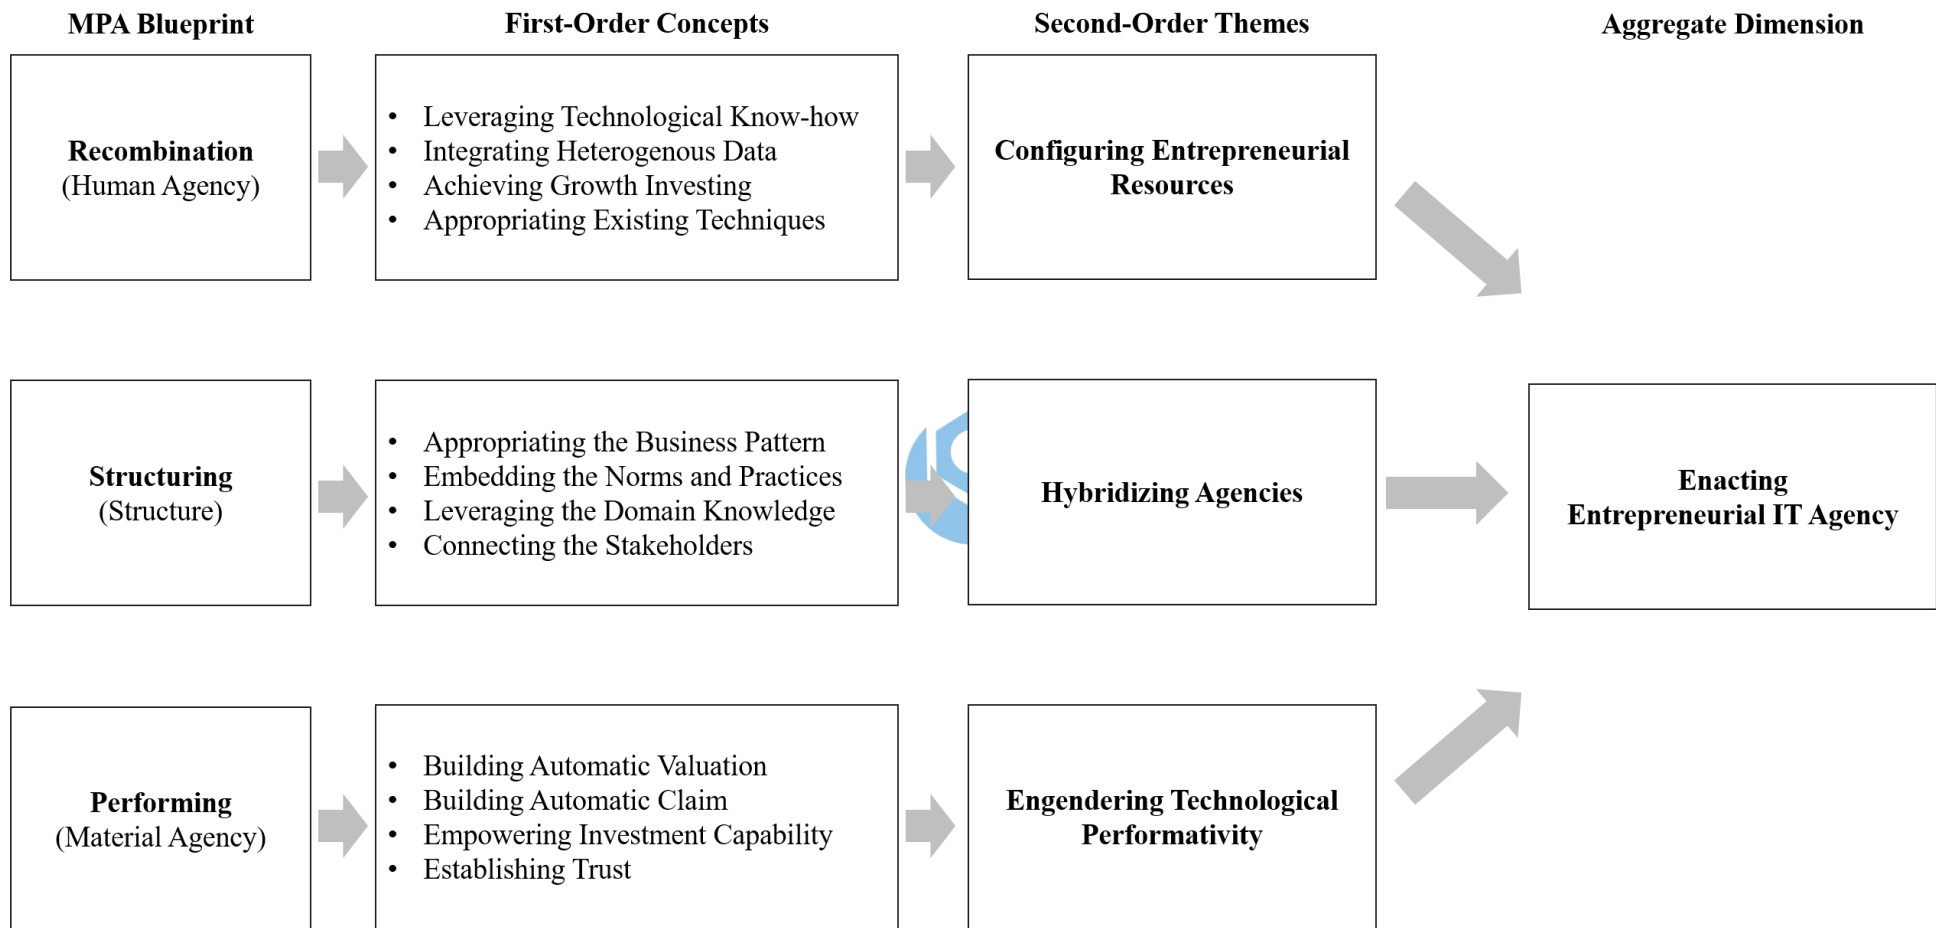 MPA Blueprint
First-Order Concepts
Second-Order Themes
Aggregate Dimension
Recombination
(Human Agency)
• Leveraging Technological Know-how
• Integrating Heterogenous Data
• Achieving Growth Investing
• Appropriating Existing Techniques
Configuring Entrepreneurial
Resources
Structuring
(Structure)
• Appropriating the Business Pattern
• Embedding the Norms and Practices
• Leveraging the Domain Knowledge
• Connecting the Stakeholders
Hybridizing Agencies
Enacting
Entrepreneurial IT Agency
Performing
(Material Agency)
• Building Automatic Valuation
• Building Automatic Claim
• Empowering Investment Capability
• Establishing Trust
Engendering Technological
Performativity